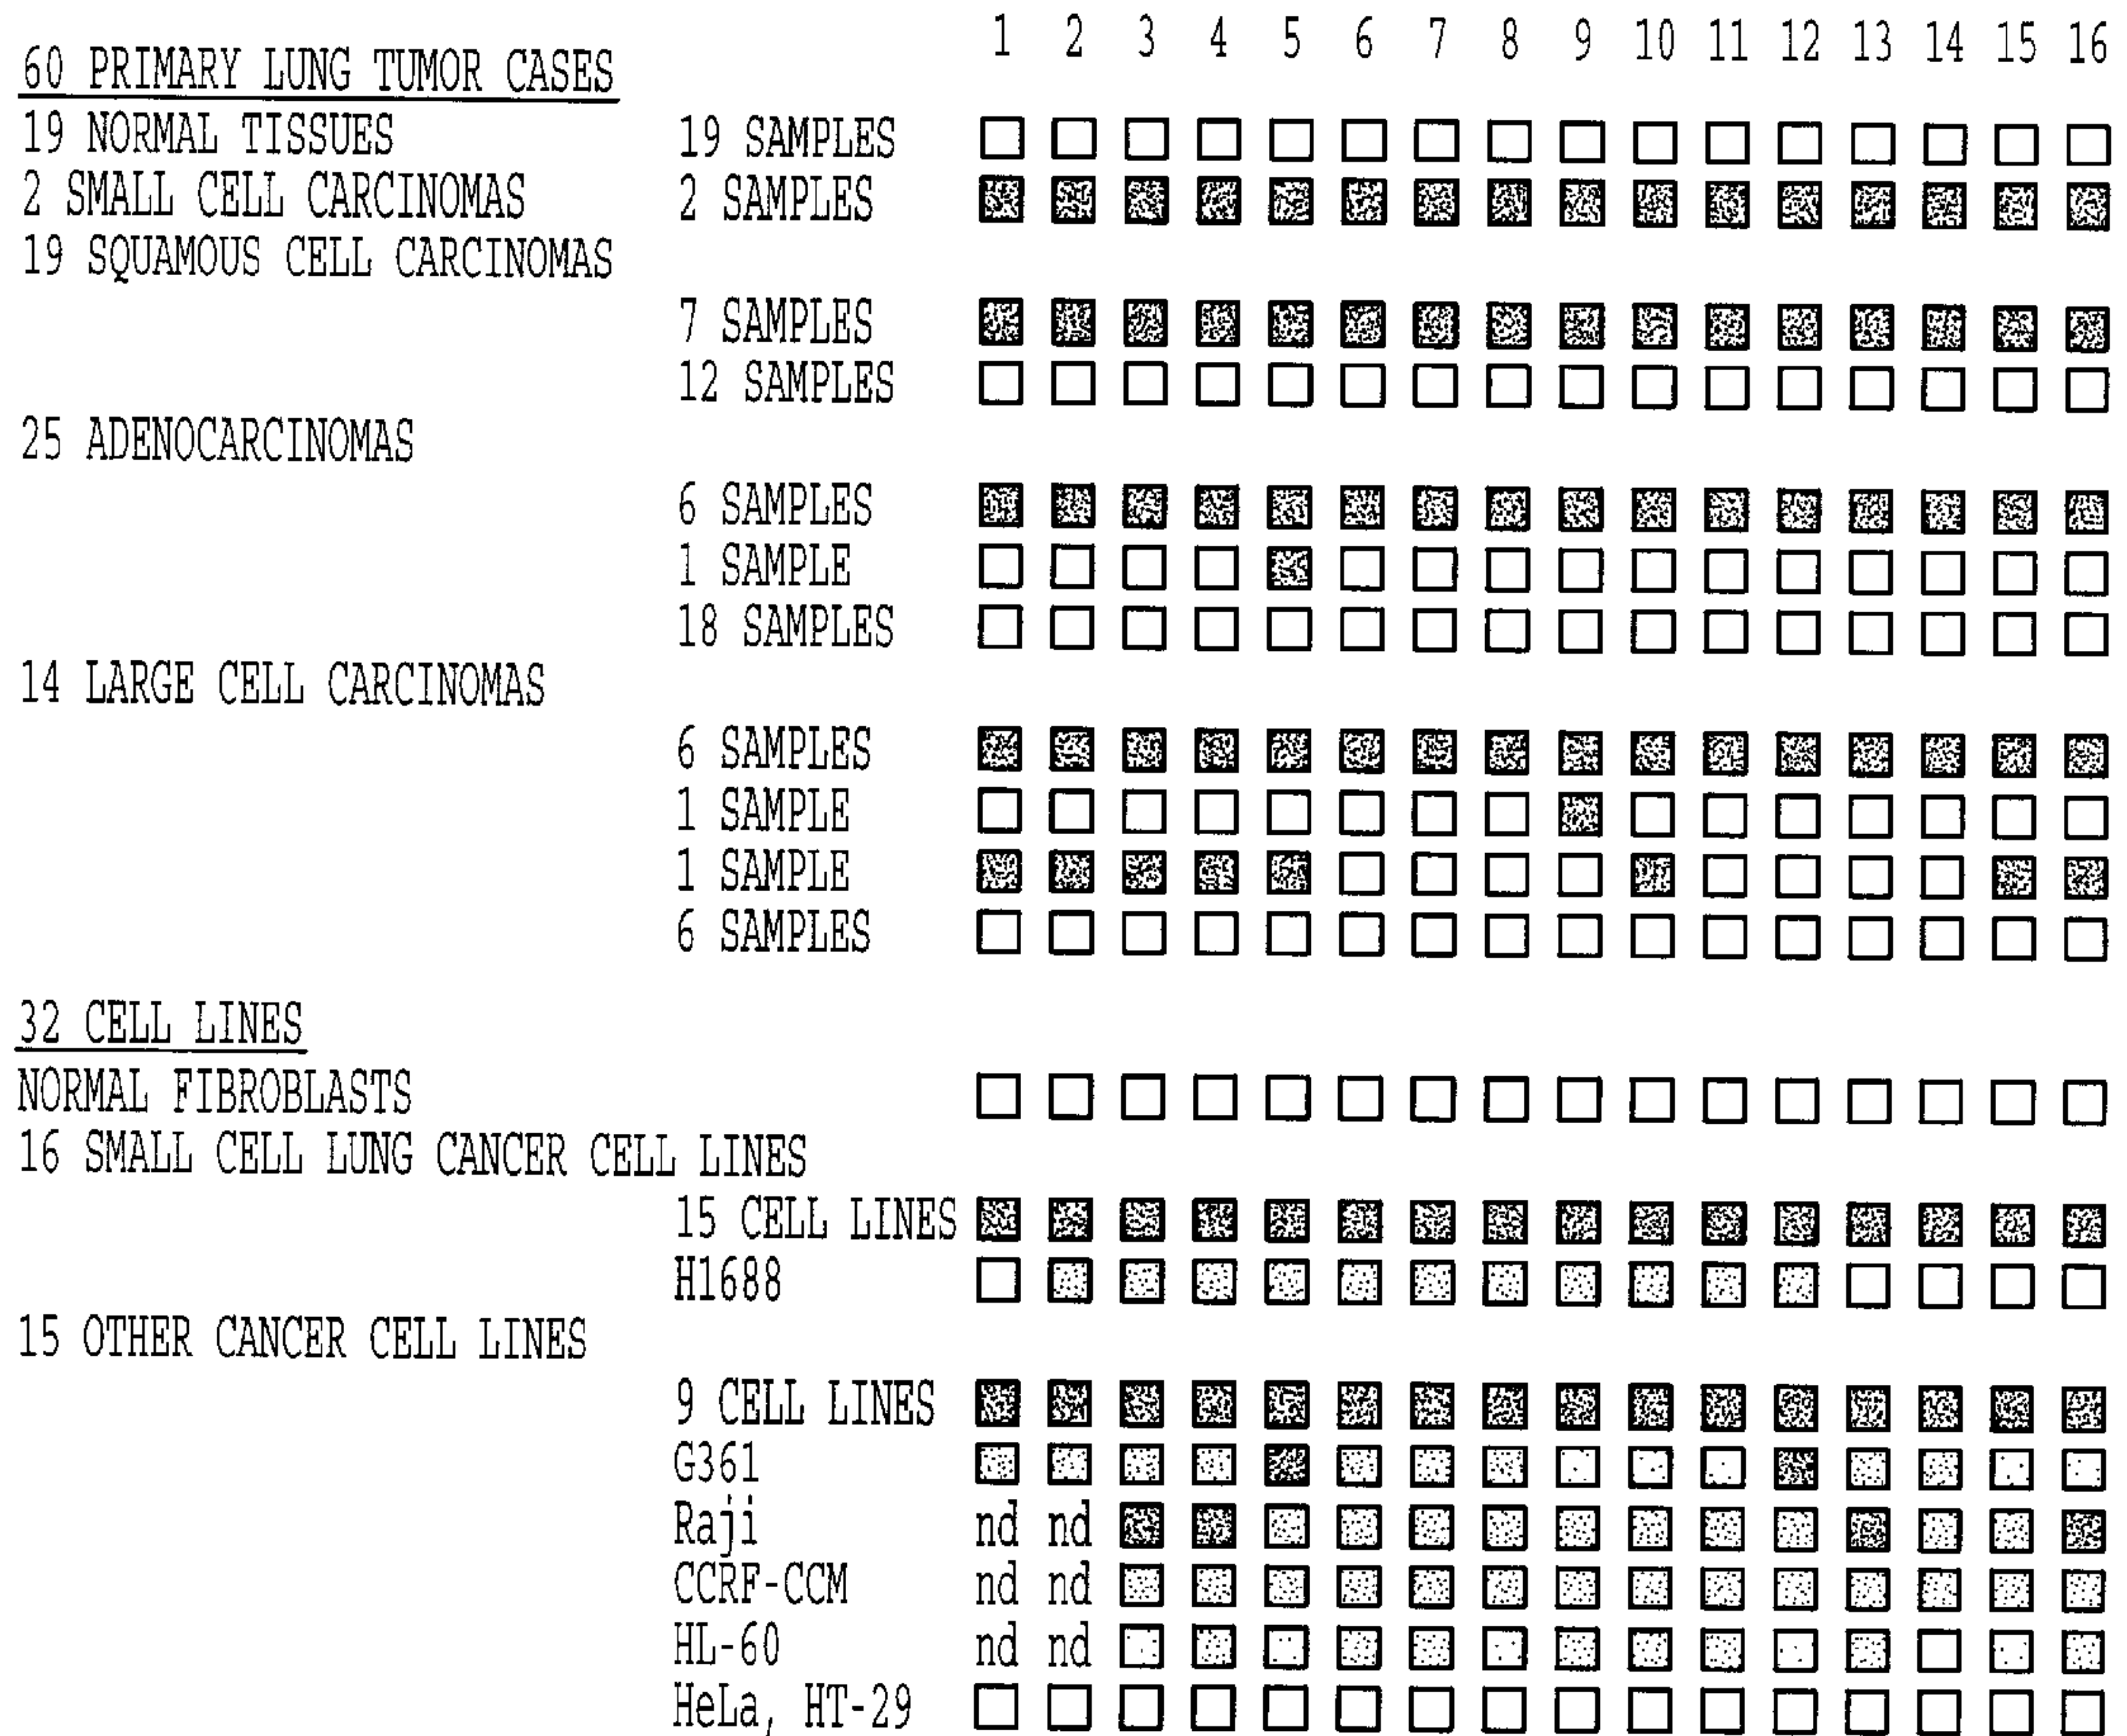 1 2 3 4 5 6 7 8 9 10 11 12 13 14 15 16
60 PRIMARY LUNG TUMOR CASES
19 NORMAL TISSUES 19 SAMPLES
2 SMALL CELL CARCINOMAS 2 SAMPLES
19 SQUAMOUS CELL CARCINOMAS
7 SAMPLES
12 SAMPLES
25 ADENOCARCINOMAS
6 SAMPLES
1 SAMPLE
18 SAMPLES
14 LARGE CELL CARCINOMAS
6 SAMPLES
1 SAMPLE
1 SAMPLE
6 SAMPLES
32 CELL LINES
NORMAL FIBROBLASTS
16 SMALL CELL LUNG CANCER CELL LINES
15 CELL LINES
H1688
15 OTHER CANCER CELL LINES
9 CELL LINES
G361
Raji nd nd
CCRF-CCM nd nd
HL-60 nd nd
HeLa, HT-29